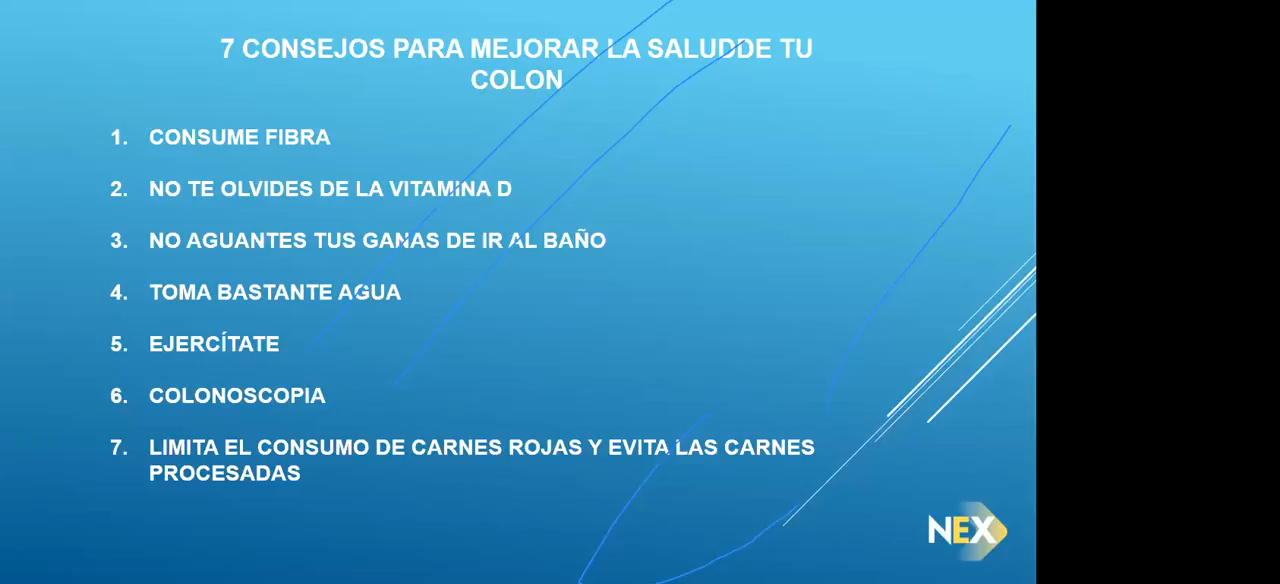 7 CONSEJOS PARA MEJORAR LA SALUDDE TU
COLON
1. CONSUME FIBRA
2. NO TE OLVIDES DE LA VITAMINA D
3. NO AGUANTES TUS GANAS DE IR AL BAÑO
4. TOMA BASTANTE AGUA
5. EJERCÍTATE
6. COLONOSCOPIA
7. LIMITA EL CONSUMO DE CARNES ROJAS Y EVITA LAS CARNES
PROCESADAS
NEX